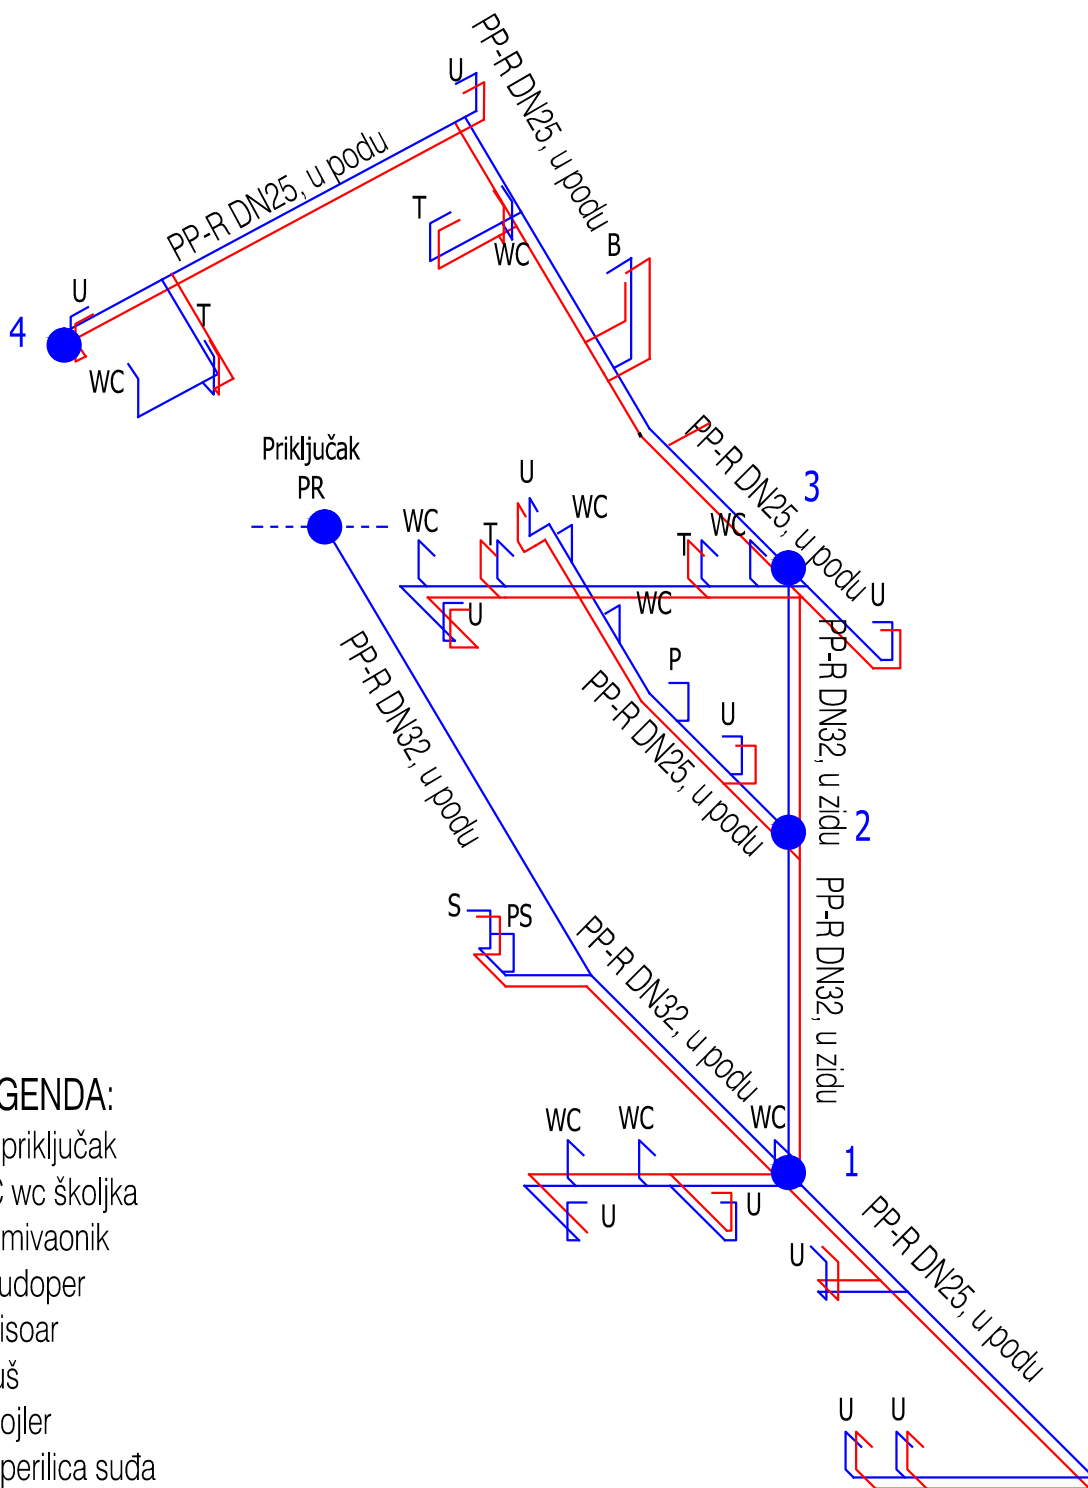 U
PP-R DN25, u podu
PP-R DN25, u podu
T
WC
B
U
T
4
WC
Priključak
PR
PP-R DN25, u podu
3
U
WC
WC
T
WC
T
U
WC
U
PP-R DN32, u podu
PP-R DN32, u zidu
P
PP-R DN25, u podu
U
2
PP-R DN32, u zidu
S
PS
PP-R DN32, u podu
WC
WC
WC
1
U
U
U
PP-R DN25, u podu
U
U
GENDA:
priključak
C wc školjka
mivaonik
udoper
isoar
uš
ojler
perilica suđa